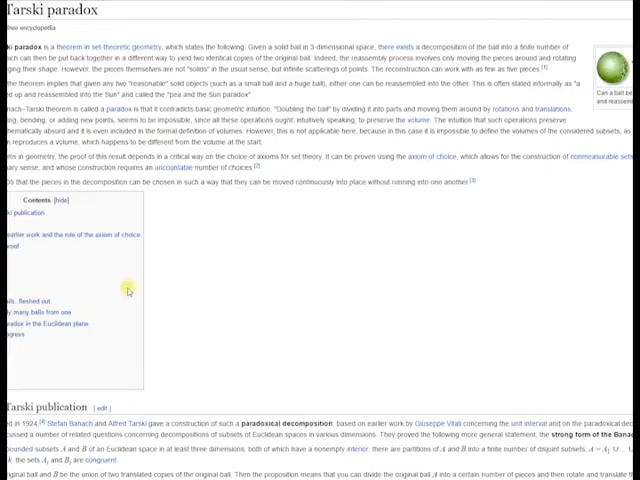 Tarski paradox
free encyclopedia
ki paradox is a theorem in set-theoretic geometry, which states the following: Given a solid ball in 3-dimensional space, there exists a decomposition of the ball into a finite number of
ch can then be put back together in a different way to yield two identical copies of the original ball. Indeed, the reassembly process involves only moving the pieces around and rotating
ging their shape. However, the pieces themselves are not "solids" in the usual sense, but infinite scatterings of points. The reconstruction can work with as few as five pieces.[1]
the theorem implies that given any two "reasonable" solid objects (such as a small ball and a huge ball), either one can be reassembled into the other. This is often stated informally as "a
ed up and reassembled into the Sun" and called the "pea and the Sun paradox"
Can a ball be
and reassem
nach–Tarski theorem is called a paradox is that it contradicts basic geometric intuition. "Doubling the ball" by dividing it into parts and moving them around by rotations and translations,
ing, bending, or adding new points, seems to be impossible, since all these operations ought, intuitively speaking, to preserve the volume. The intuition that such operations preserve
thematically absurd and it is even included in the formal definition of volumes. However, this is not applicable here, because in this case it is impossible to define the volumes of the considered subsets, as
n reproduces a volume, which happens to be different from the volume at the start.
ms in geometry, the proof of this result depends in a critical way on the choice of axioms for set theory. It can be proven using the axiom of choice, which allows for the construction of nonmeasurable sets
ary sense, and whose construction requires an uncountable number of choices.[2]
05 that the pieces in the decomposition can be chosen in such a way that they can be moved continuously into place without running into one another.[3]
Contents [hide]
ki publication
earlier work and the role of the axiom of choice
roof
ails, fleshed out
ly many balls from one
radox in the Euclidean plane
ogress
Tarski publication [ edit ]
ed in 1924,[4] Stefan Banach and Alfred Tarski gave a construction of such a paradoxical decomposition, based on earlier work by Giuseppe Vitali concerning the unit interval and on the paradoxical dec
cussed a number of related questions concerning decompositions of subsets of Euclidean spaces in various dimensions. They proved the following more general statement, the strong form of the Banac
bounded subsets A and B of an Euclidean space in at least three dimensions, both of which have a nonempty interior, there are partitions of A and B into a finite number of disjoint subsets, A = A1 ∪ ... 
k, the sets Ai and Bi are congruent.
iginal ball and B be the union of two translated copies of the original ball. Then the proposition means that you can divide the original ball A into a certain number of pieces and then rotate and translate t